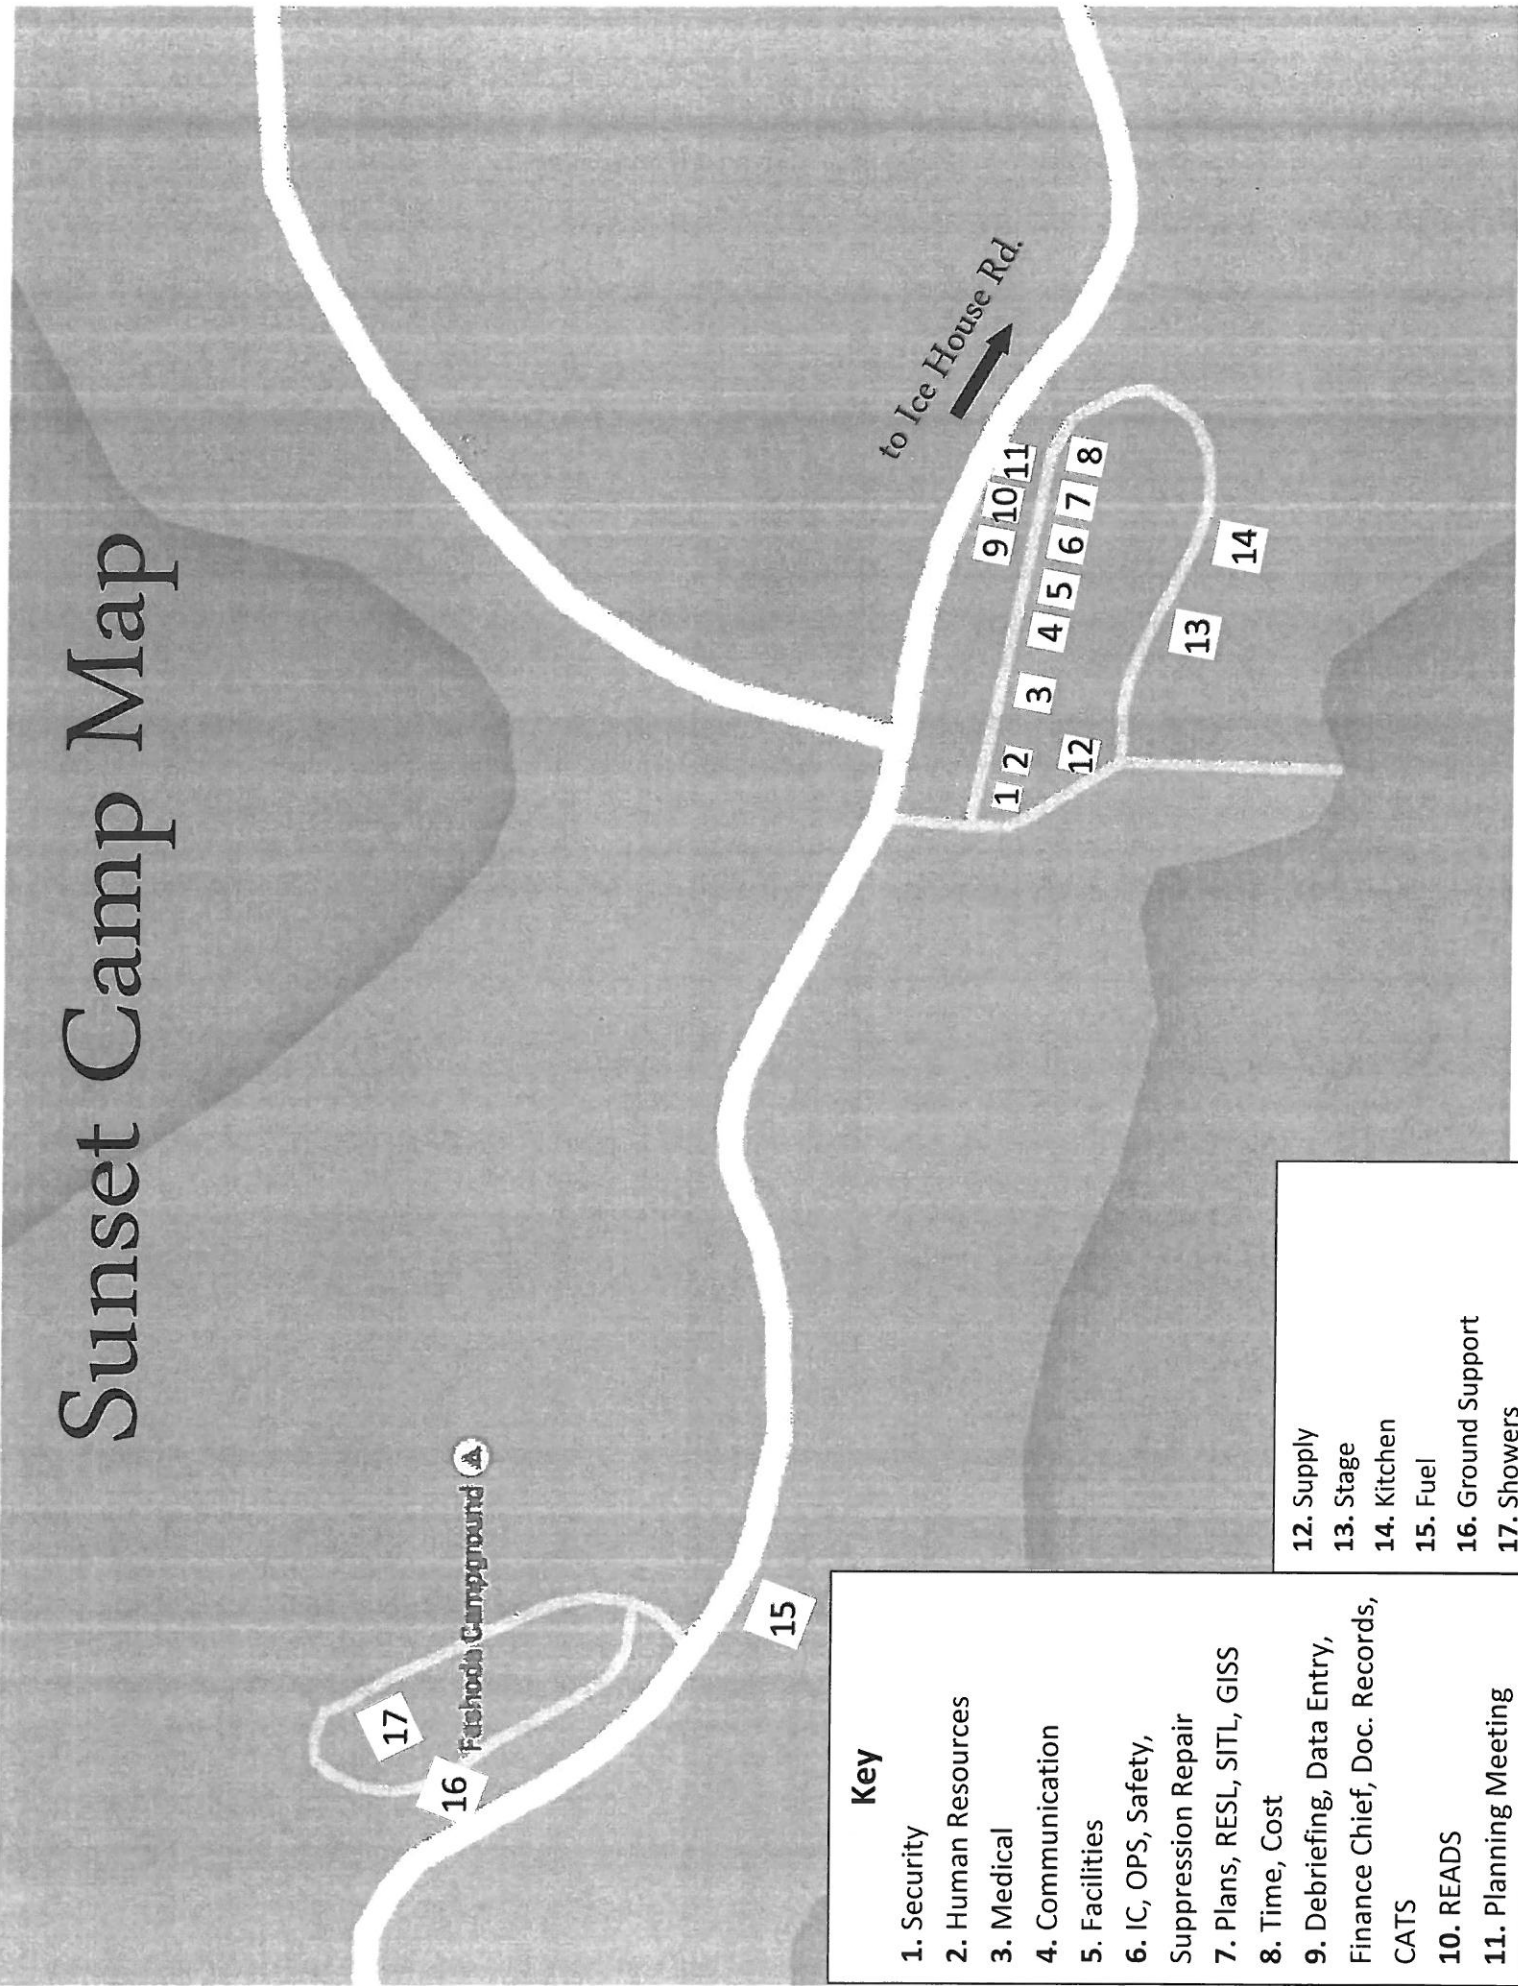 Sunset Camp Map
to Ice House Rd.
Fashoda Campground
17
16
15
9
10
11
1
2
3
4
5
6
7
8
12
13
14
Key
1. Security
2. Human Resources
3. Medical
4. Communication
5. Facilities
6. IC, OPS, Safety,
Suppression Repair
7. Plans, RESL, SITL, GISS
8. Time, Cost
9. Debriefing, Data Entry,
Finance Chief, Doc. Records,
CATS
10. READS
11. Planning Meeting
12. Supply
13. Stage
14. Kitchen
15. Fuel
16. Ground Support
17. Showers